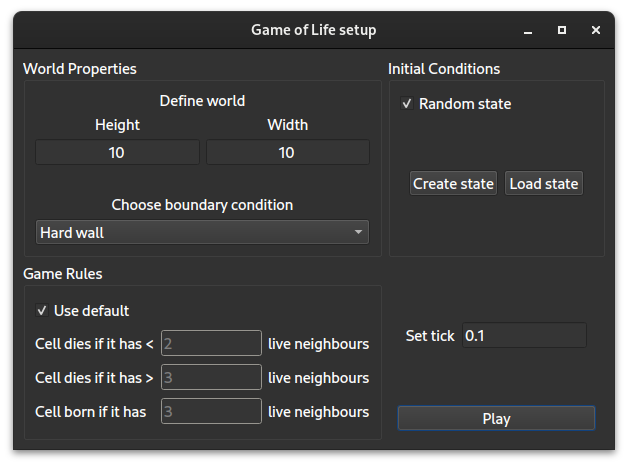 Game of Life setup
World Properties
Define world
Height Width
10 10
Choose boundary condition
Hard wall
Initial Conditions
Random state
Create state Load state
Game Rules
Use default
Cell dies if it has < 2 live neighbours
Cell dies if it has > 3 live neighbours
Cell born if it has 3 live neighbours
Set tick 0.1
Play